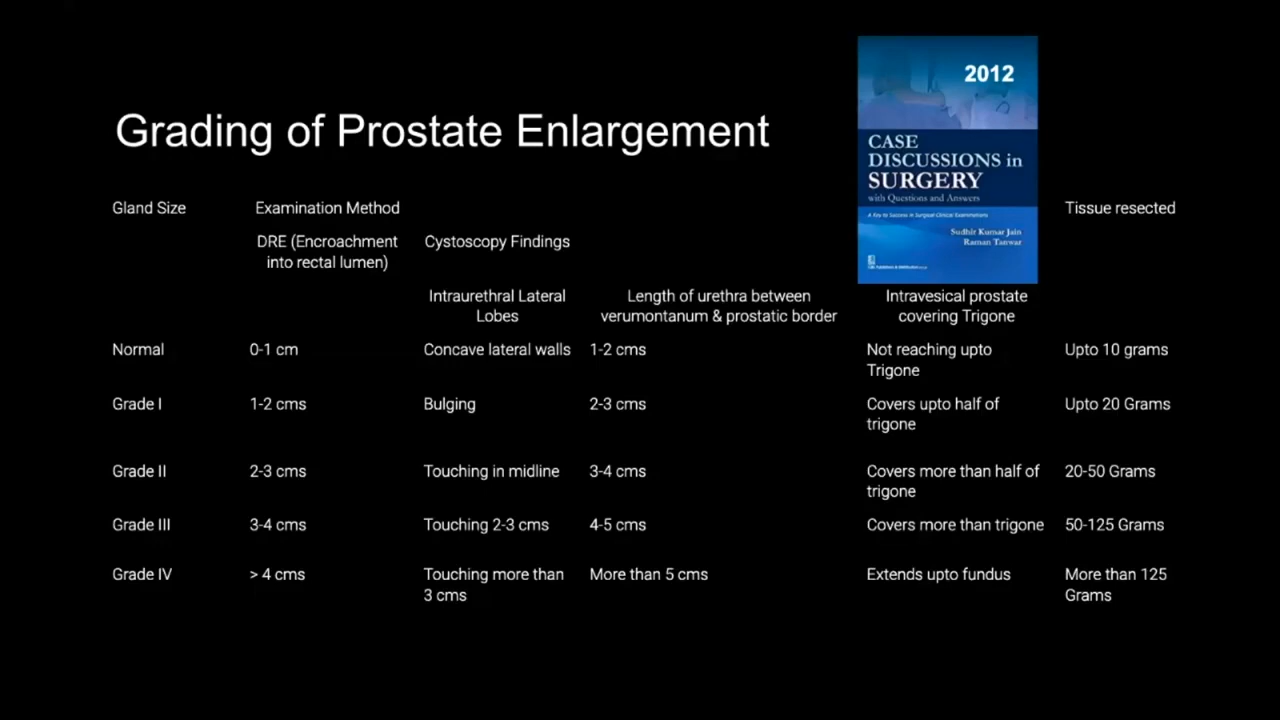 2012
CASE
DISCUSSIONS in
SURGERY
with Questions and Answers
A Key to Success in Surgical Clinical Examinations
Sudhir Kumar Jain
Raman Tanwar
Grading of Prostate Enlargement
Gland Size Examination Method Tissue resected
DRE (Encroachment Cystoscopy Findings
into rectal lumen)
Intraurethral Lateral Length of urethra between Intravesical prostate
Lobes verumontanum & prostatic border covering Trigone
Normal 0-1 cm Concave lateral walls 1-2 cms Not reaching upto Upto 10 grams
Trigone
Grade I 1-2 cms Bulging 2-3 cms Covers upto half of Upto 20 Grams
trigone
Grade II 2-3 cms Touching in midline 3-4 cms Covers more than half of 20-50 Grams
trigone
Grade III 3-4 cms Touching 2-3 cms 4-5 cms Covers more than trigone 50-125 Grams
Grade IV > 4 cms Touching more than More than 5 cms Extends upto fundus More than 125
3 cms Grams